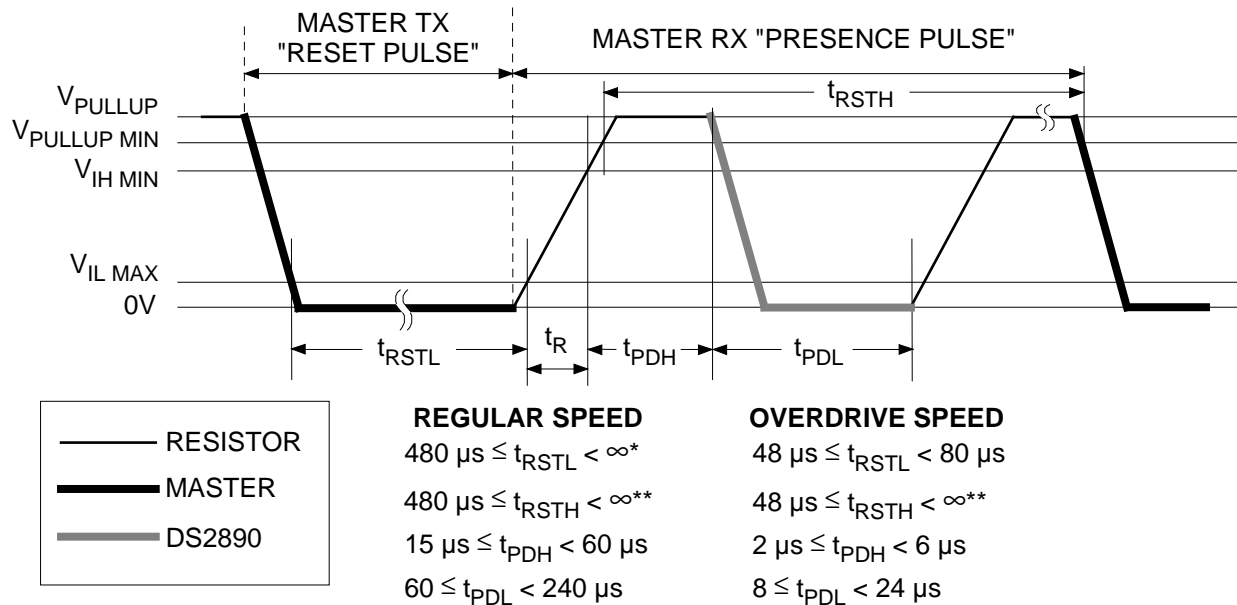 MASTER TX
"RESET PULSE"
MASTER RX "PRESENCE PULSE"
tRSTH
VPULLUP
VPULLUP MIN
VIH MIN
VIL MAX
0V
tRSTL
tR
tPDH
tPDL
RESISTOR
MASTER
DS2890
REGULAR SPEED
480 µs ≤ tRSTL < ∞*
480 µs ≤ tRSTH < ∞**
15 µs ≤ tPDH < 60 µs
60 ≤ tPDL < 240 µs
OVERDRIVE SPEED
48 µs ≤ tRSTL < 80 µs
48 µs ≤ tRSTH < ∞**
2 µs ≤ tPDH < 6 µs
8 ≤ tPDL < 24 µs